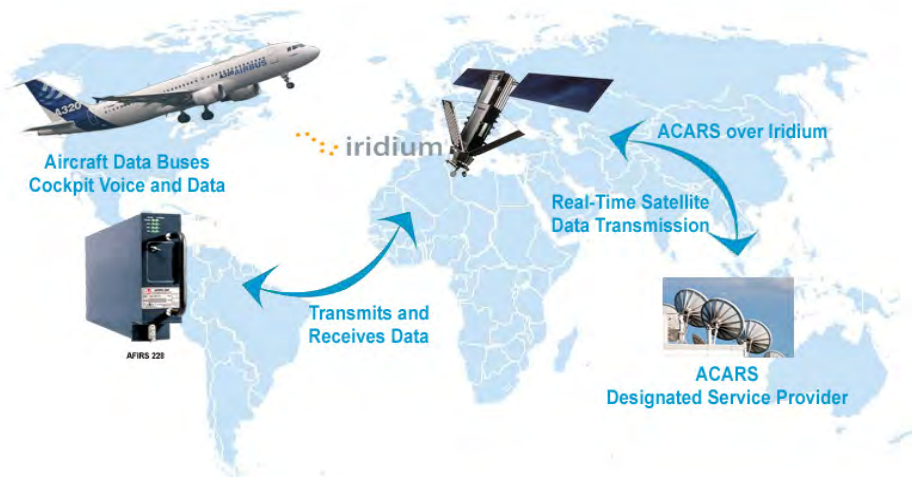 A320
AIRBUS
Aircraft Data Buses
Cockpit Voice and Data
iridium
ACARS over Iridium
Real-Time Satellite
Data Transmission
Transmits and
Receives Data
AFIRS 220
ACARS
Designated Service Provider